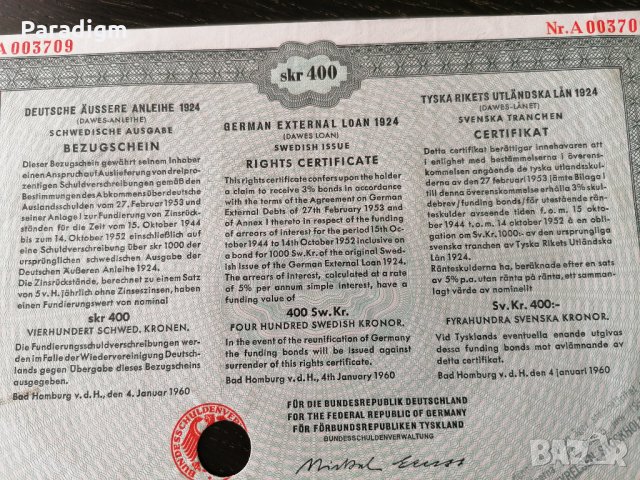 Paradigm
A 003709
Nr. A 00370
skr 400
DEUTSCHE ÄUSSERE ANLEIHE 1924
(DAWES-ANLEIHE)
SCHWEDISCHE AUSGABE
BEZUGSCHEIN
Dieser Bezugschein gewährt seinem Inhaber
einen Anspruch auf Auslieferung von dreipro-
zentigen Schuldverschreibungen gemäß den
Bestimmungen des Abkommens über deutsche
Auslandsschulden vom 27. Februar 1953 und
seiner Anlage I zur Fundierung von Zinsrück-
ständen für die Zeit vom 15. Oktober 1944
bis zum 14. Oktober 1952 einschließlich auf
eine Schuldverschreibung über skr 1000 der
ursprünglichen schwedischen Ausgabe der
Deutschen Äußeren Anleihe 1924.
Die Zinsrückstände, berechnet zu einem Satz
von 5 v. H. jährlich ohne Zinseszinsen, haben
einen Fundierungswert von nominal
skr 400
VIERHUNDERT SCHWED. KRONEN.
Die Fundierungsschuldverschreibungen wer-
den im Falle der Wiedervereinigung Deutsch-
lands gegen Übergabe dieses Bezugscheins
ausgegeben.
Bad Homburg v. d. H., den 4. Januar 1960
GERMAN EXTERNAL LOAN 1924
(DAWES LOAN)
SWEDISH ISSUE
RIGHTS CERTIFICATE
This rights certificate confers upon the holder
a claim to receive 3% bonds in accordance
with the terms of the Agreement on German
External Debts of 27th February 1953 and
of Annex I thereto in respect of the funding
of arrears of interest for the period 15th Oc-
tober 1944 to 14th October 1952 inclusive on
a bond for 1000 Sw.Kr. of the original Swed-
ish Issue of the German External Loan 1924.
The arrears of interest, calculated at a rate
of 5% per annum simple interest, have a
funding value of
400 Sw. Kr.
FOUR HUNDRED SWEDISH KRONOR.
In the event of the reunification of Germany
the funding bonds will be issued against
surrender of this rights certificate.
Bad Homburg v. d. H., 4th January 1960
TYSKA RIKETS UTLÄNDSKA LÅN 1924
(DAWES-LÅNET)
SVENSKA TRANCHEN
CERTIFIKAT
Detta certifikat berättigar innehavaren att
i enlighet med bestämmelserna i överens-
kommelsen angående de tyska utlandsskul-
derna av den 27 februari 1953 jämte Bilaga I
till denna överenskommelse erhålla 3% skul-
debrev /funding bonds/ för utestående rän-
tekulder avseende tiden t. o. m. 15 ok-
tober 1944 t. o. m. 14 oktober 1952 å en obli-
gation om Sv. Kr. 1000:- av den ursprungliga
svenska tranchen av Tyska Rikets Utländska
Lån 1924.
Ränteskulderna ha, beräknade efter en sats
av 5% p.a. utan ränta på ränta, ett samman-
lagt värde av nominellt
Sv. Kr. 400:-
FYRAHUNDRA SVENSKA KRONOR.
Vid Tysklands eventuella enande utgivas
dessa funding bonds mot avlämnande av
detta certifikat.
Bad Homburg v. d. H., den 4 januari 1960
FÜR DIE BUNDESREPUBLIK DEUTSCHLAND
FOR THE FEDERAL REPUBLIC OF GERMANY
FÖR FÖRBUNDSREPUBLIKEN TYSKLAND
BUNDESSCHULDENVERWALTUNG
BUNDESSCHULDENVER
BAZAR